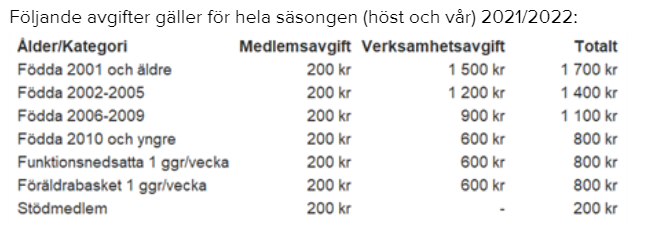 Följande avgifter gäller för hela säsongen (höst och vår) 2021/2022:
Ålder/Kategori Medlemsavgift Verksamhetsavgift Totalt
Födda 2001 och äldre 200 kr 1 500 kr 1 700 kr
Födda 2002-2005 200 kr 1 200 kr 1 400 kr
Födda 2006-2009 200 kr 900 kr 1 100 kr
Födda 2010 och yngre 200 kr 600 kr 800 kr
Funktionsnedsatta 1 ggr/vecka 200 kr 600 kr 800 kr
Föräldrabasket 1 ggr/vecka 200 kr 600 kr 800 kr
Stödmedlem 200 kr - 200 kr